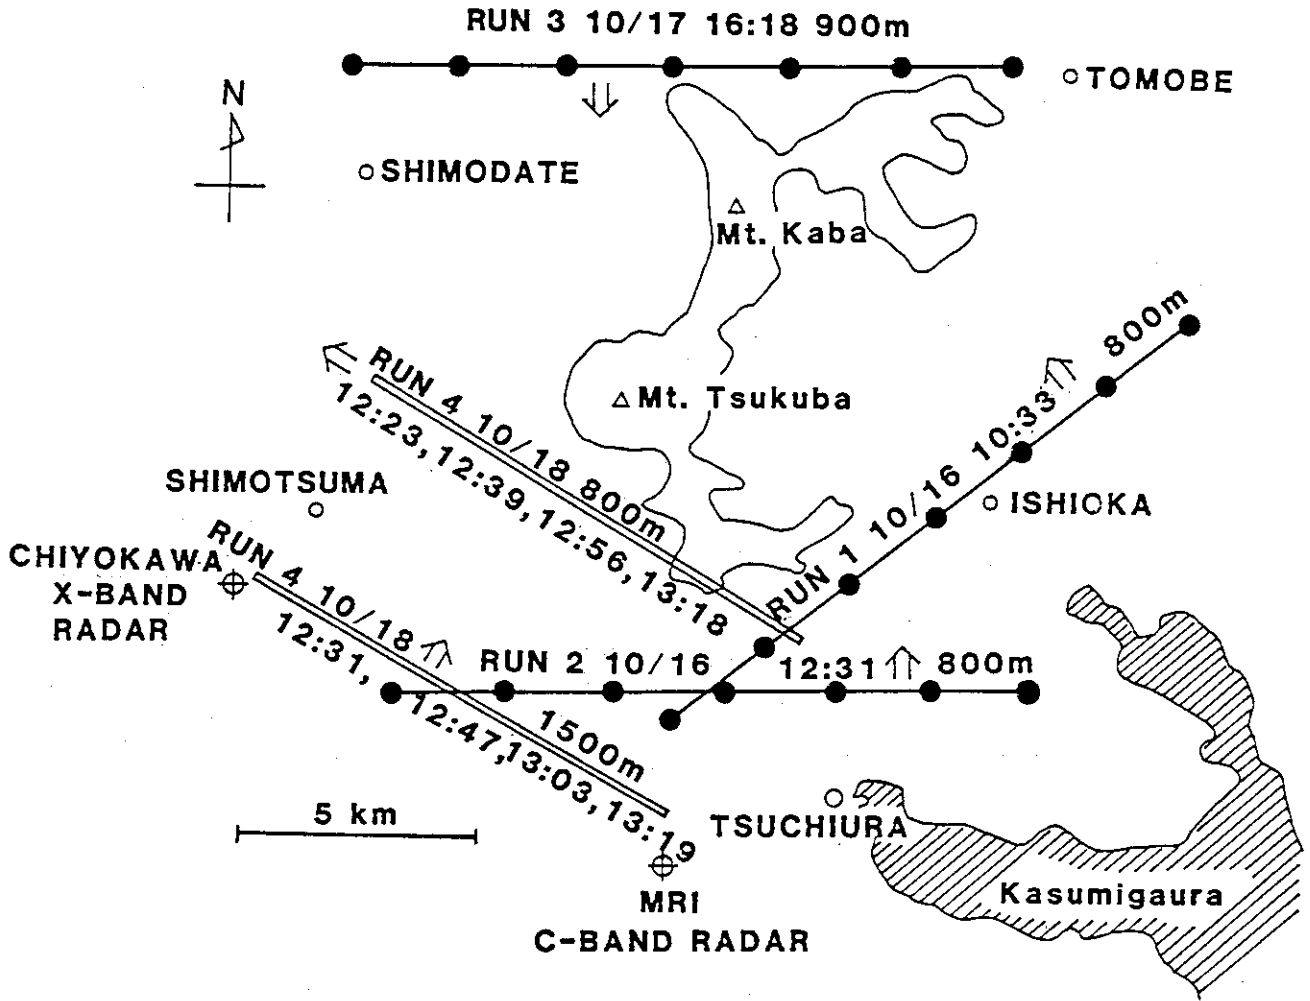 RUN 3 10/17 16:18 900m
TOMOBE
N
SHIMODATE
Mt. Kaba
800m
RUN 1 10/16 10:33
RUN 4 10/18 800m
12:23, 12:39, 12:56, 13:18
Mt. Tsukuba
SHIMOTSUMA
ISHIOKA
CHIYOKAWA
X-BAND
RADAR
RUN 4 10/18 1500m
12:31, 12:47, 13:03, 13:19
RUN 2 10/16 12:31 800m
5 km
TSUCHIURA
Kasumigaura
MRI
C-BAND RADAR